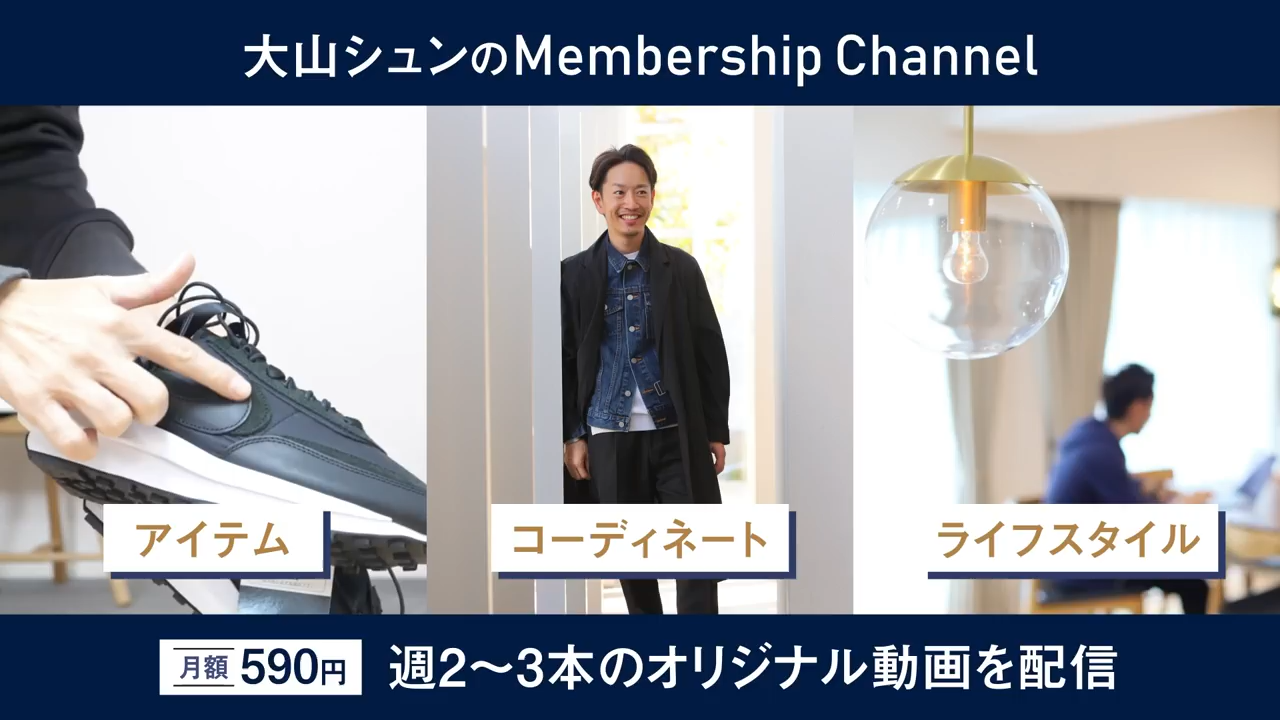 大山シュンのMembership Channel
アイテム
コーディネート
ライフスタイル
月額 590円
週2〜3本のオリジナル動画を配信